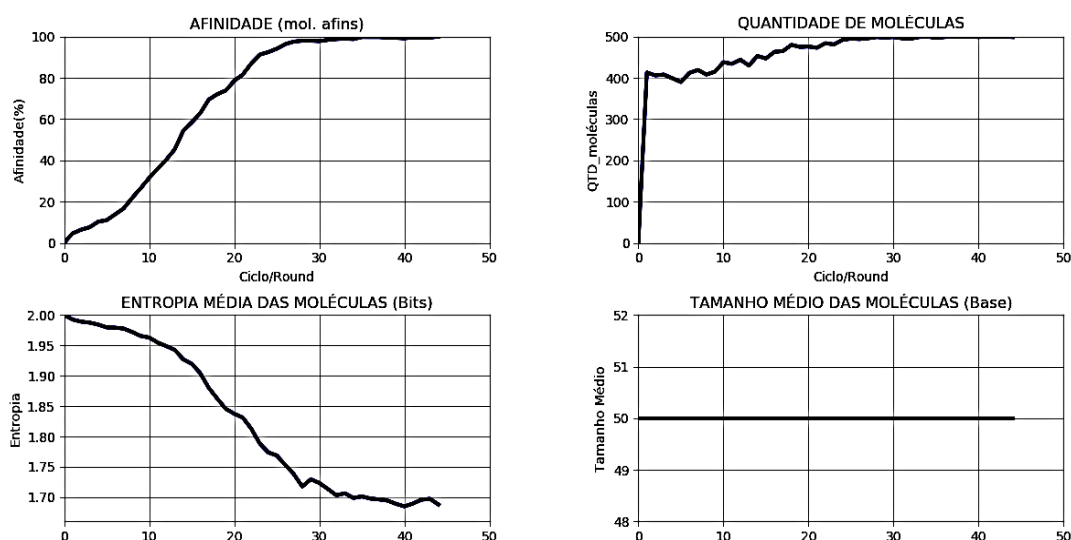 AFINIDADE (mol. afins)
100
80
60
40
20
0
Afinidade(%)
0 10 20 30 40 50
Ciclo/Round
QUANTIDADE DE MOLÉCULAS
500
400
300
200
100
0
QTD_moléculas
0 10 20 30 40 50
Ciclo/Round
ENTROPIA MÉDIA DAS MOLÉCULAS (Bits)
2.00
1.95
1.90
1.85
1.80
1.75
1.70
Entropia
0 10 20 30 40 50
TAMANHO MÉDIO DAS MOLÉCULAS (Base)
52
51
50
49
48
Tamanho Médio
0 10 20 30 40 50